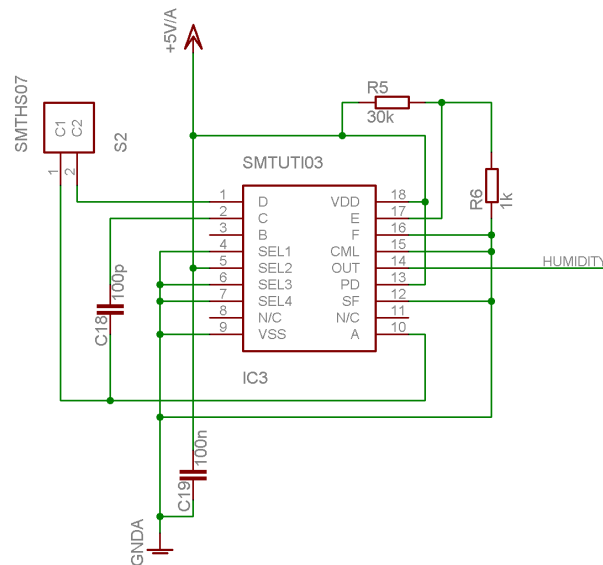 +5V/A
SMTHS07
C1
C2
S2
1
2
R5
30k
R6
1k
SMTUTI03
1 D VDD 18
2 C E 17
3 B F 16
4 SEL1 CML 15
5 SEL2 OUT 14
6 SEL3 PD 13
7 SEL4 SF 12
8 N/C N/C 11
9 VSS A 10
HUMIDITY
100p
C18
IC3
100n
C19
GNDA